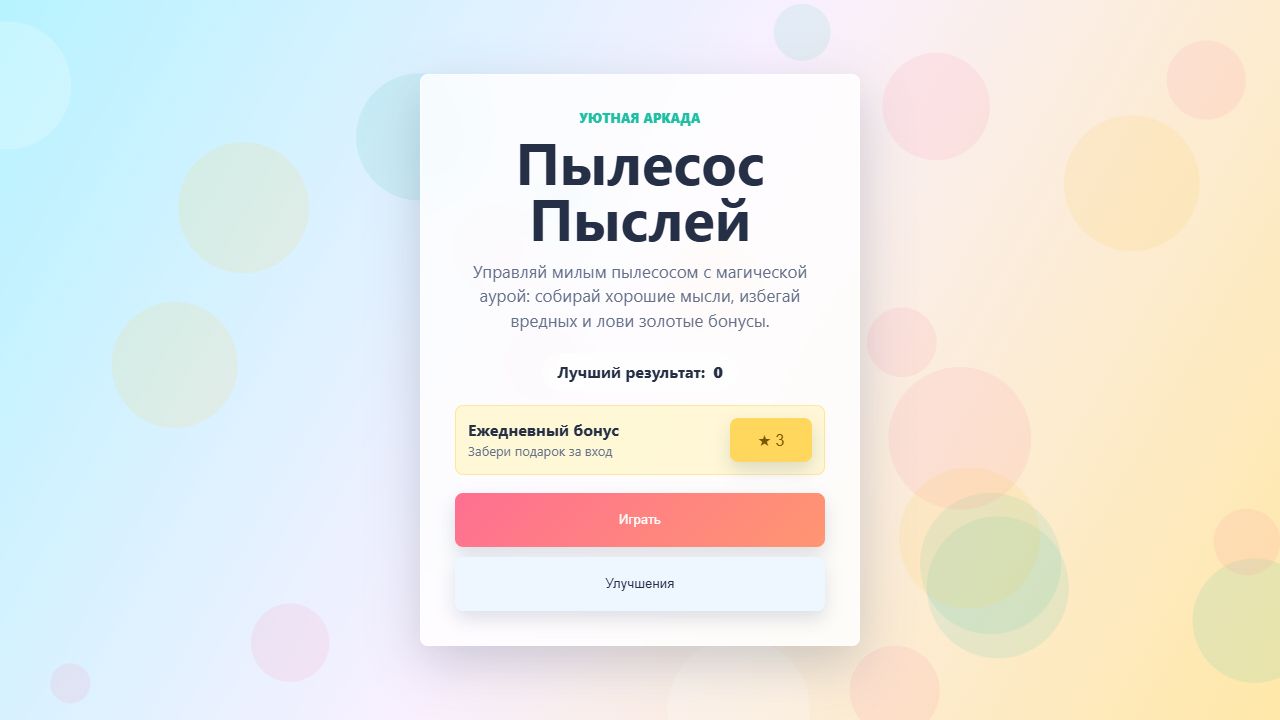 УЮТНАЯ АРКАДА
Пылесос
Пыслей
Управляй милым пылесосом с магической
аурой: собирай хорошие мысли, избегай
вредных и лови золотые бонусы.
Лучший результат: 0
Ежедневный бонус
Забери подарок за вход
★ 3
Играть
Улучшения